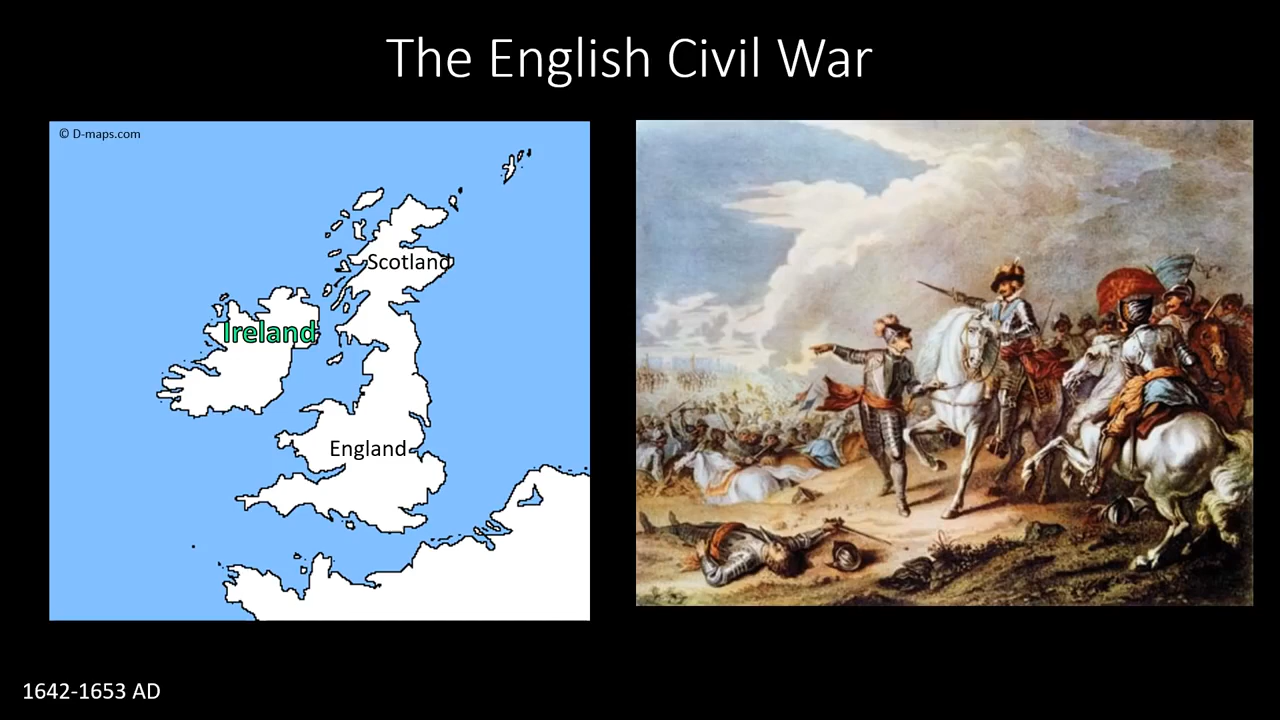 The English Civil War
© D-maps.com
Scotland
Ireland
England
1642-1653 AD